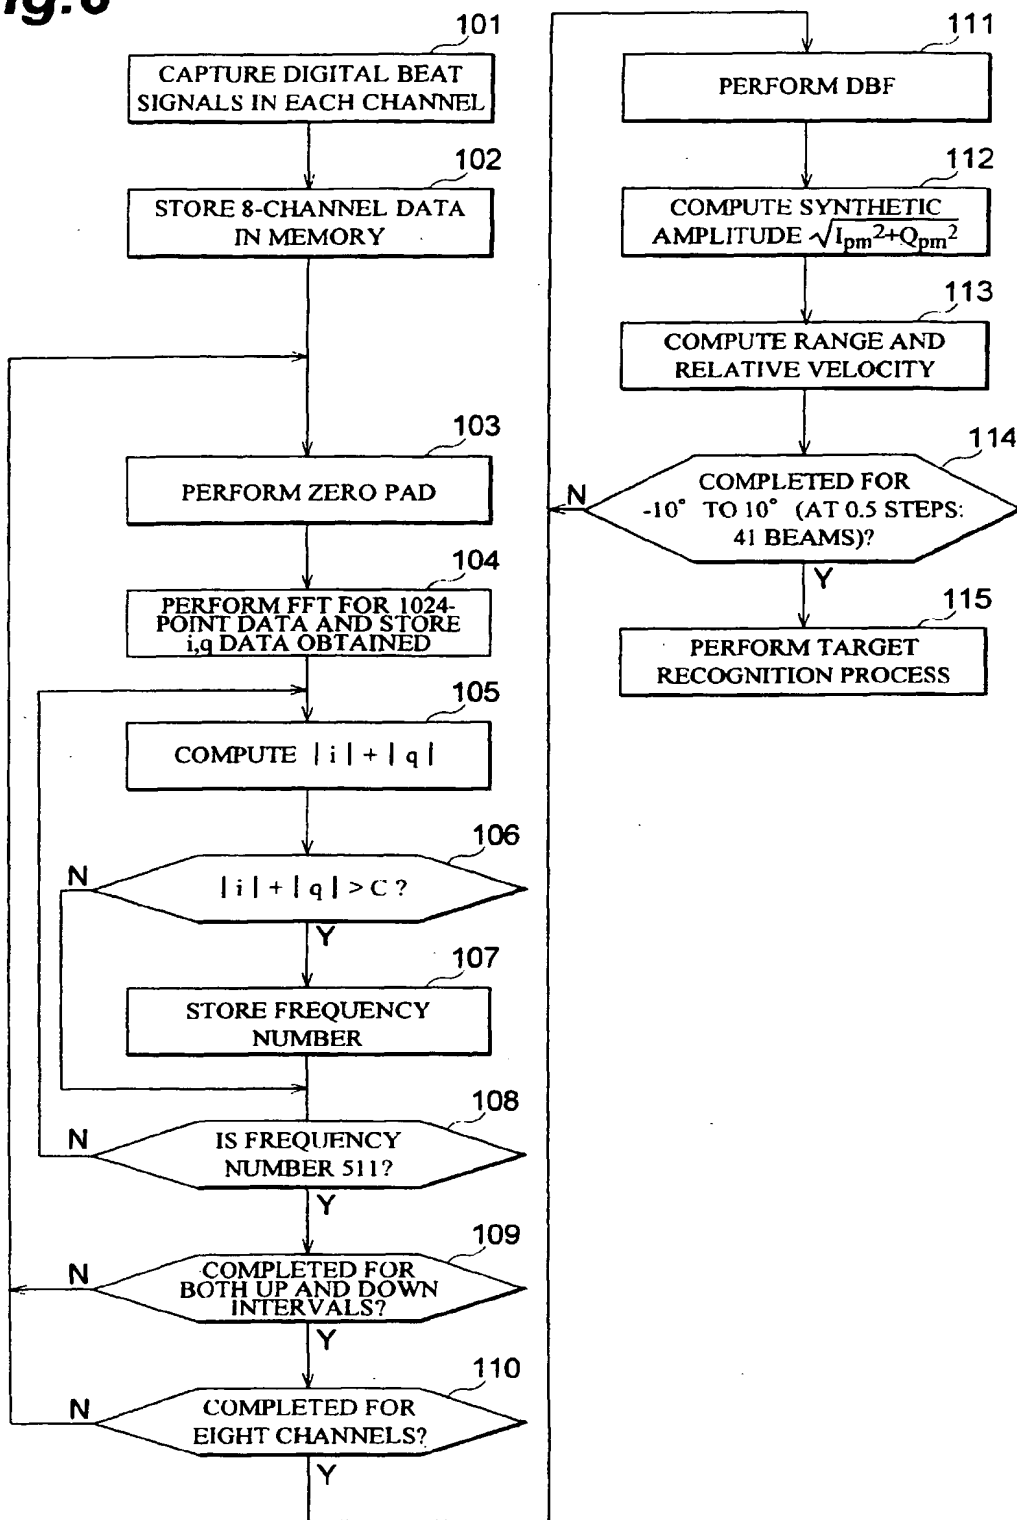 101
CAPTURE DIGITAL BEAT
SIGNALS IN EACH CHANNEL
102
STORE 8-CHANNEL DATA
IN MEMORY
103
PERFORM ZERO PAD
104
PERFORM FFT FOR 1024-
POINT DATA AND STORE
i,q DATA OBTAINED
105
COMPUTE | i | + | q |
106
| i | + | q | > C ?
N
Y
107
STORE FREQUENCY
NUMBER
108
IS FREQUENCY
NUMBER 511?
N
Y
109
COMPLETED FOR
BOTH UP AND DOWN
INTERVALS?
N
Y
110
COMPLETED FOR
EIGHT CHANNELS?
N
Y
111
PERFORM DBF
112
COMPUTE SYNTHETIC
AMPLITUDE √Ipm²+Qpm²
113
COMPUTE RANGE AND
RELATIVE VELOCITY
114
COMPLETED FOR
-10° TO 10° (AT 0.5 STEPS:
41 BEAMS)?
N
Y
115
PERFORM TARGET
RECOGNITION PROCESS